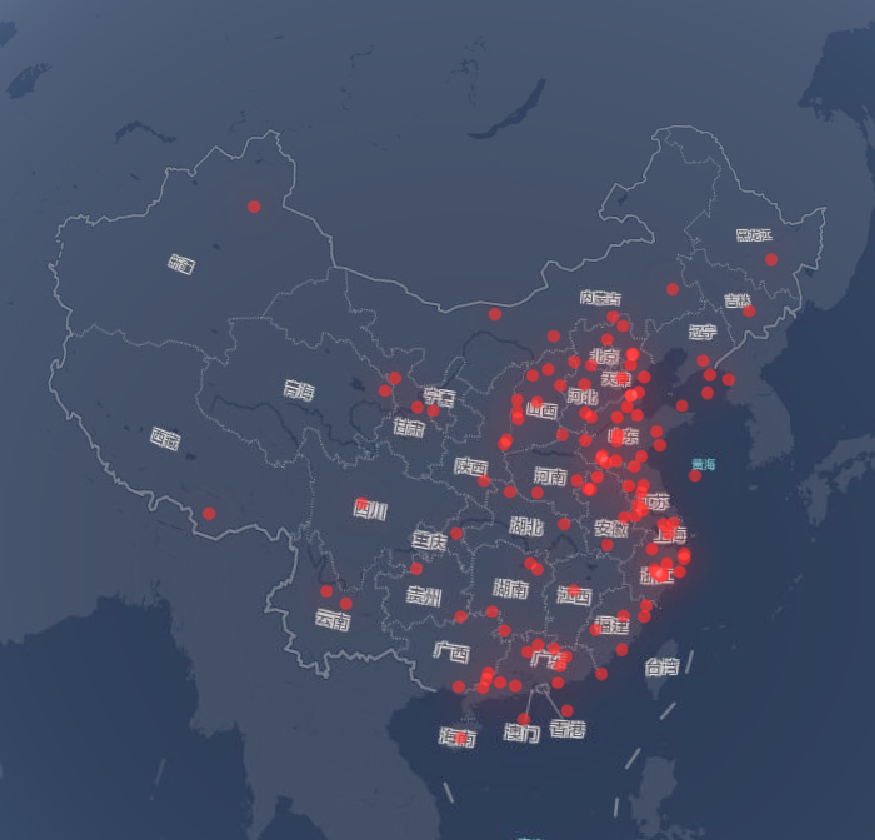 黑龙江
新疆
内蒙古
吉林
辽宁
北京
天津
青海
宁夏
河北
山西
甘肃
山东
西藏
陕西
黄海
河南
江苏
四川
湖北
安徽
上海
重庆
浙江
湖南
贵州
江西
云南
福建
广西
广东
台湾
海南
澳门
香港